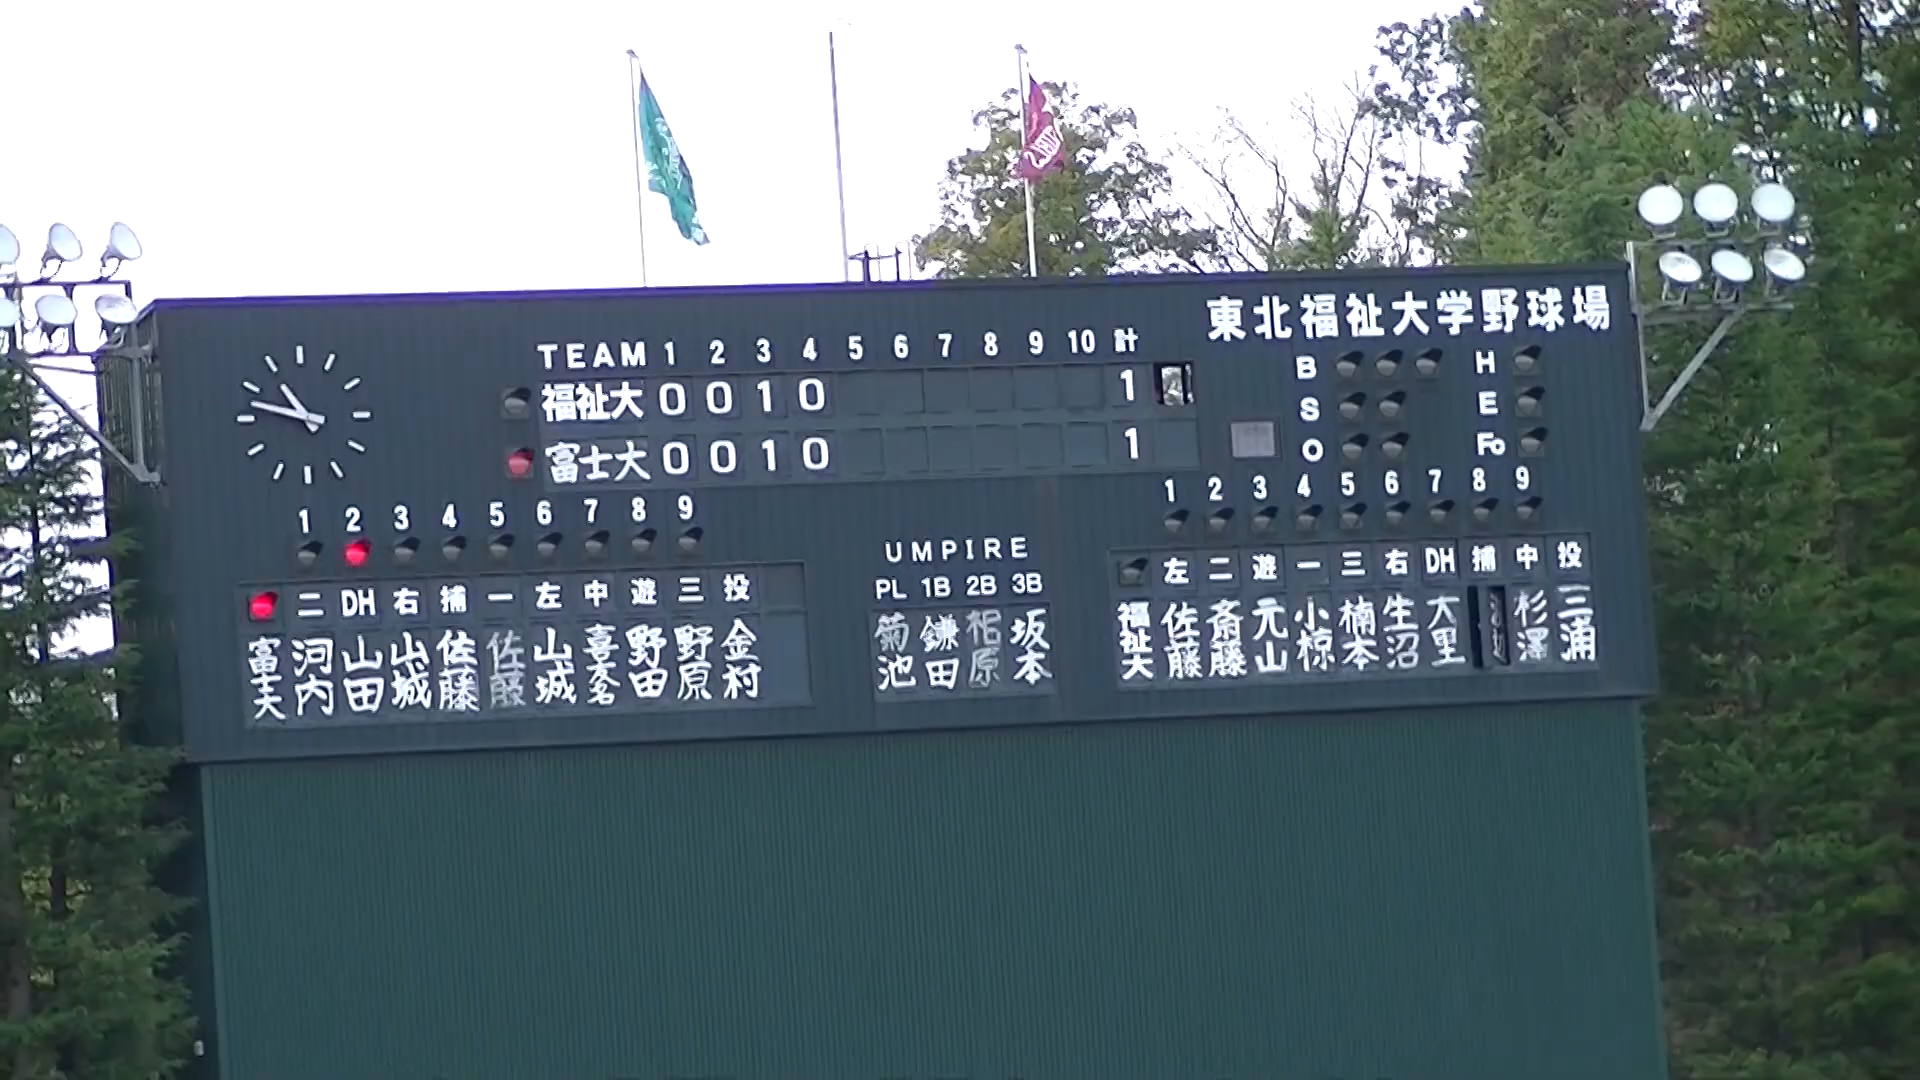 東北福祉大学野球場
TEAM 1 2 3 4 5 6 7 8 9 10 計
福祉大 0 0 1 0 1
富士大 0 0 1 0 1
B H
S E
O Fo
1 2 3 4 5 6 7 8 9
1 2 3 4 5 6 7 8 9
UMPIRE
PL 1B 2B 3B
菊池 鎌田 相原 坂本
二 DH 右 捕 一 左 中 遊 三 投
富士大 河内 山田 山城 佐藤 佐藤 山城 喜名 野田 野原 金村
左 二 遊 一 三 右 DH 捕 中 投
福祉大 佐藤 斎藤 元山 小椋 楠本 生沼 大里 杉澤 三浦